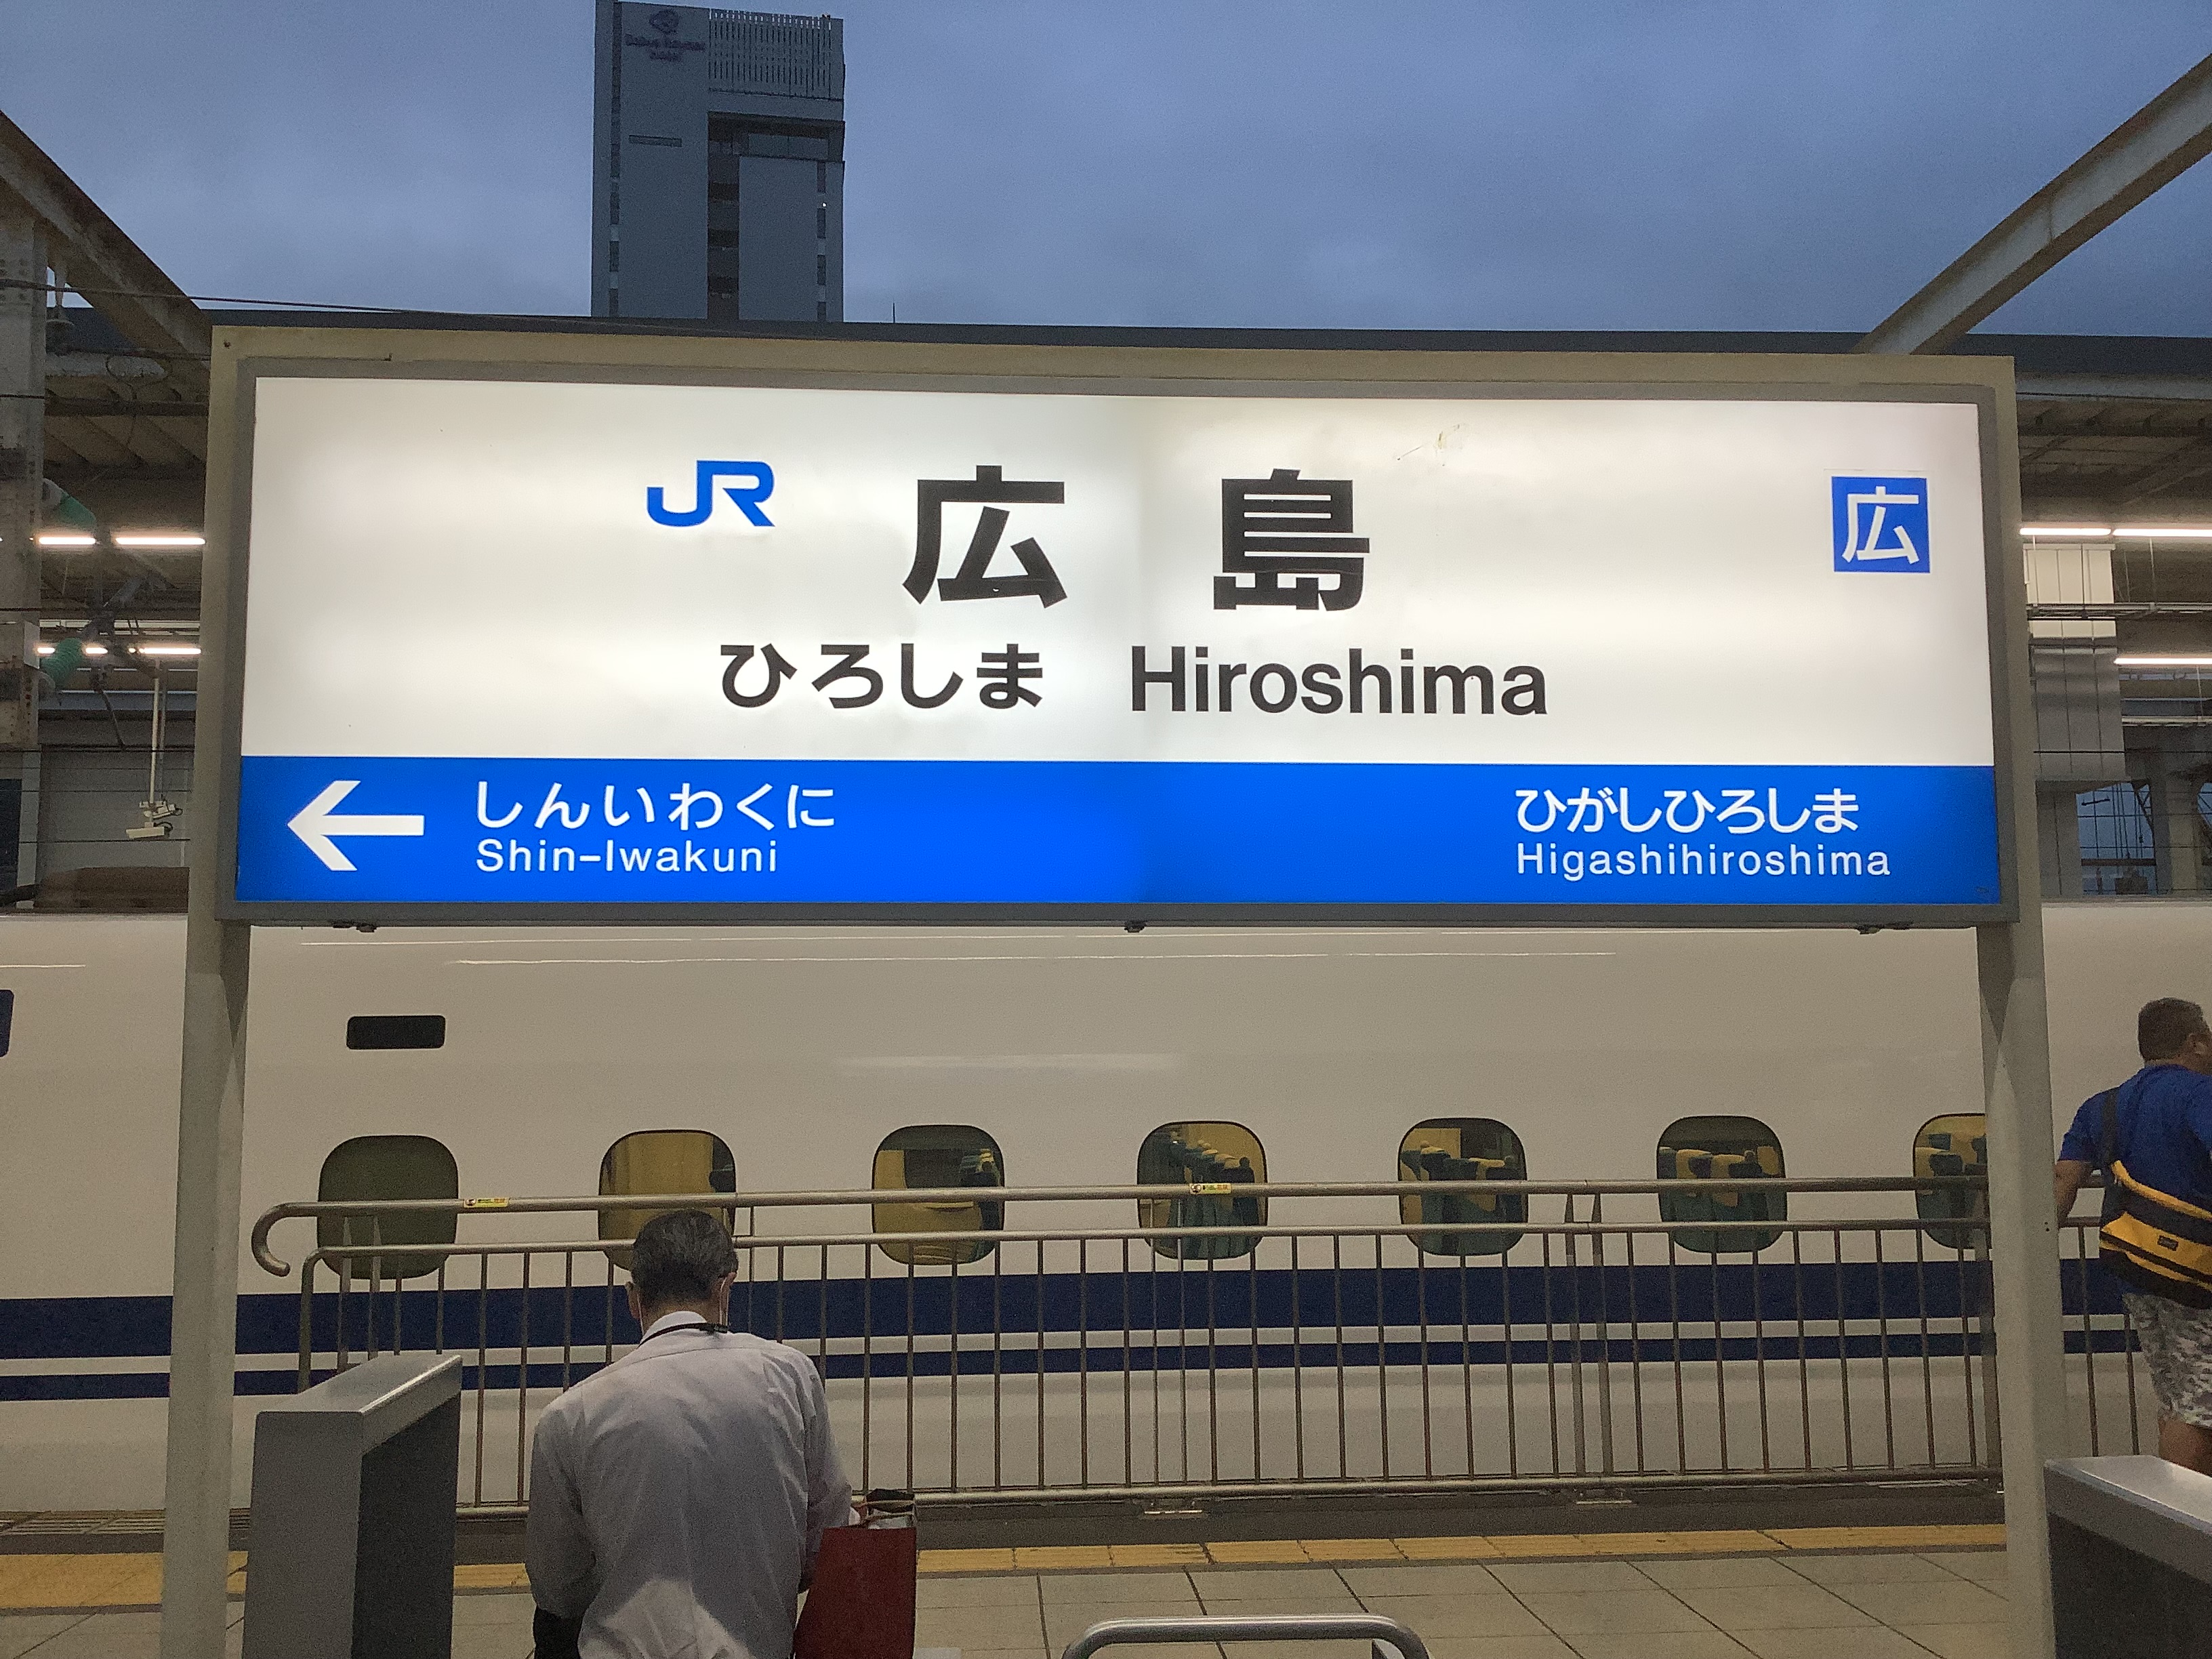 JR 広島 広
ひろしま Hiroshima
← しんいわくに ひがしひろしま
Shin-Iwakuni Higashihiroshima